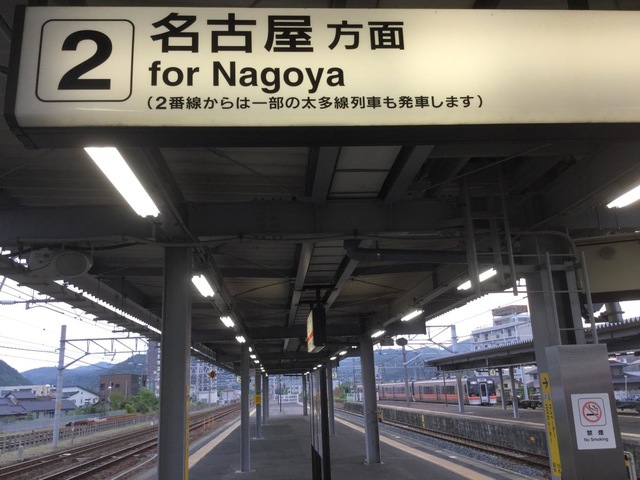 2 名古屋 方面
for Nagoya
（2番線からは一部の太多線列車も発車します）
禁煙
No Smoking